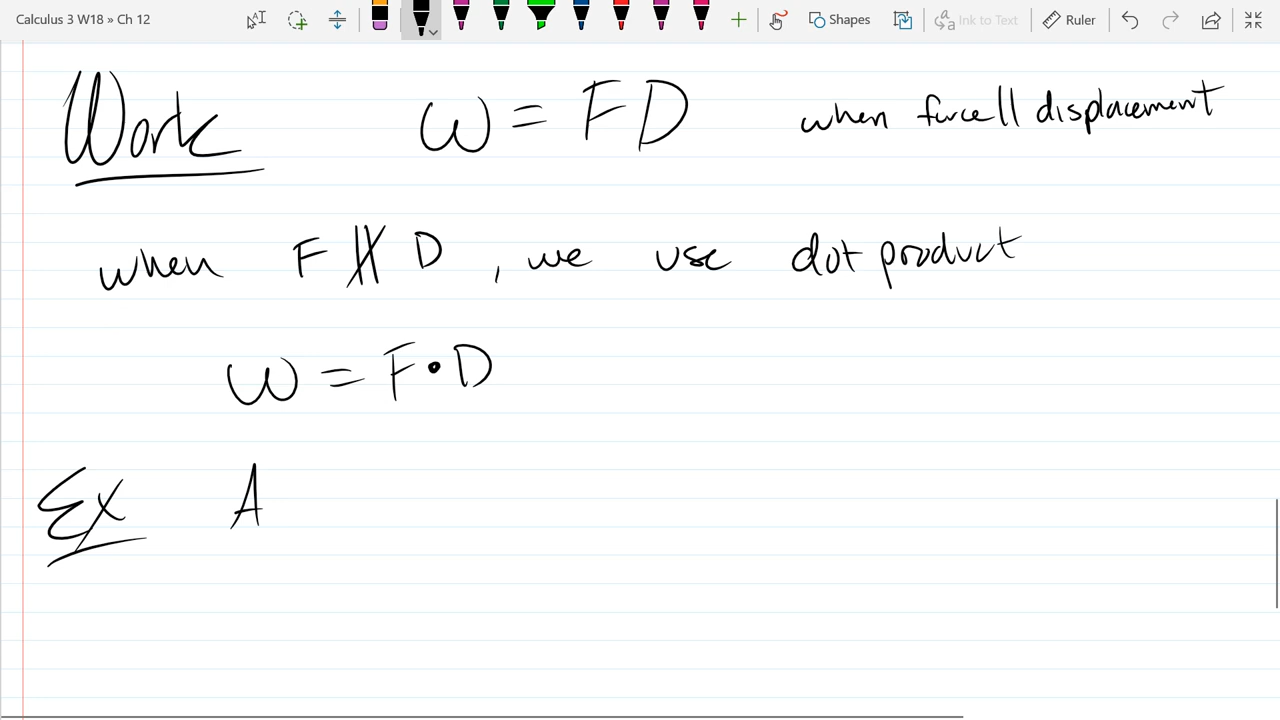 Calculus 3 W18 » Ch 12
Shapes
Ink to Text
Ruler
Work W = FD when force || displacement
when F ∦ D , we use dot product
W = F • D
Ex A